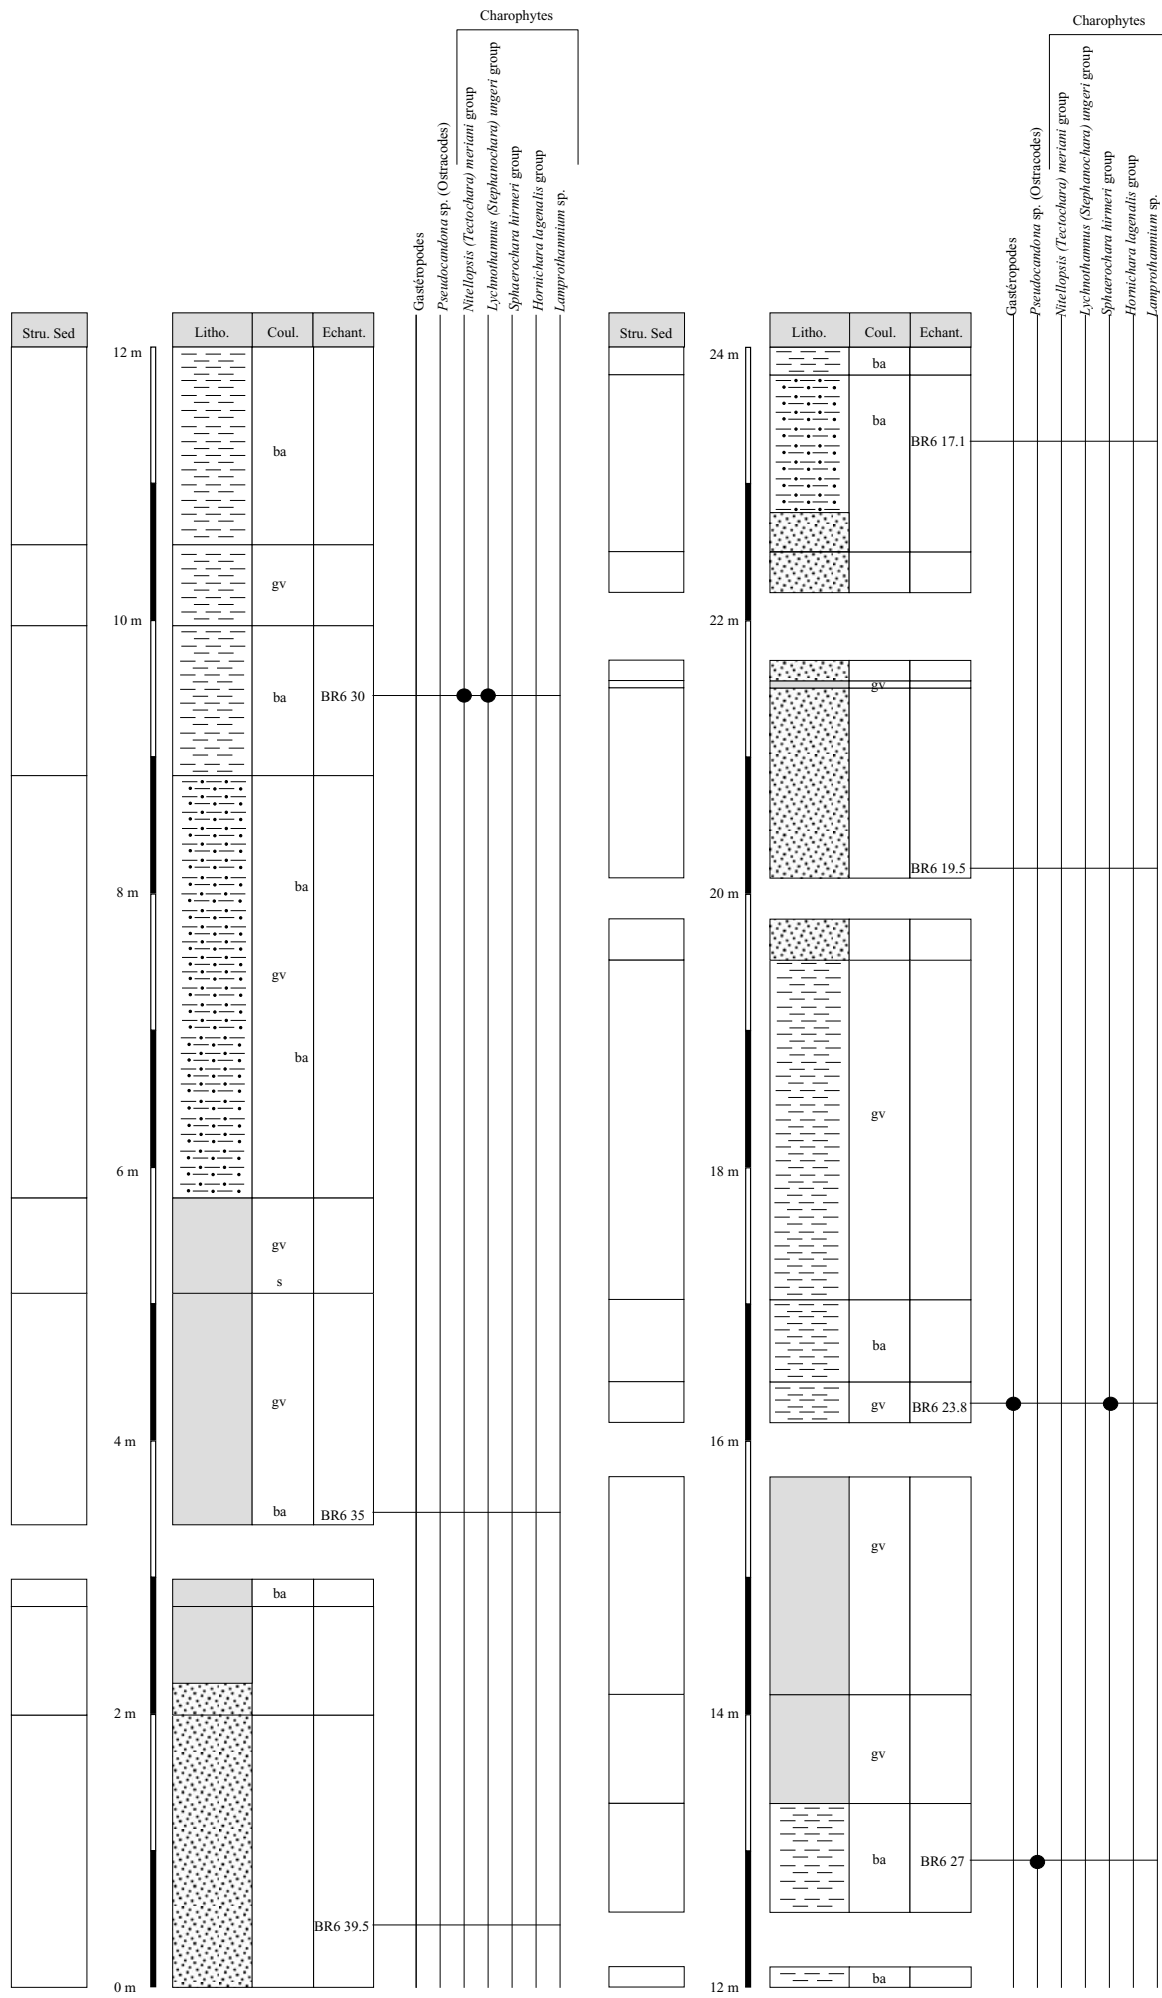 Charophytes
Gastéropodes
Pseudocandona sp. (Ostracodes)
Nitellopsis (Tectochara) meriani group
Lychnothamnus (Stephanochara) ungeri group
Sphaerochara hirmeri group
Hornichara lagenalis group
Lamprothamnium sp.
Stru. Sed
Litho.
Coul.
Echant.
12 m
ba
gv
10 m
ba
BR6 30
ba
8 m
gv
ba
6 m
gv
s
gv
4 m
ba
BR6 35
ba
2 m
BR6 39.5
0 m
Charophytes
Gastéropodes
Pseudocandona sp. (Ostracodes)
Nitellopsis (Tectochara) meriani group
Lychnothamnus (Stephanochara) ungeri group
Sphaerochara hirmeri group
Hornichara lagenalis group
Lamprothamnium sp.
Stru. Sed
Litho.
Coul.
Echant.
24 m
ba
ba
BR6 17.1
22 m
gv
BR6 19.5
20 m
gv
18 m
ba
gv
BR6 23.8
16 m
gv
14 m
gv
ba
BR6 27
ba
12 m